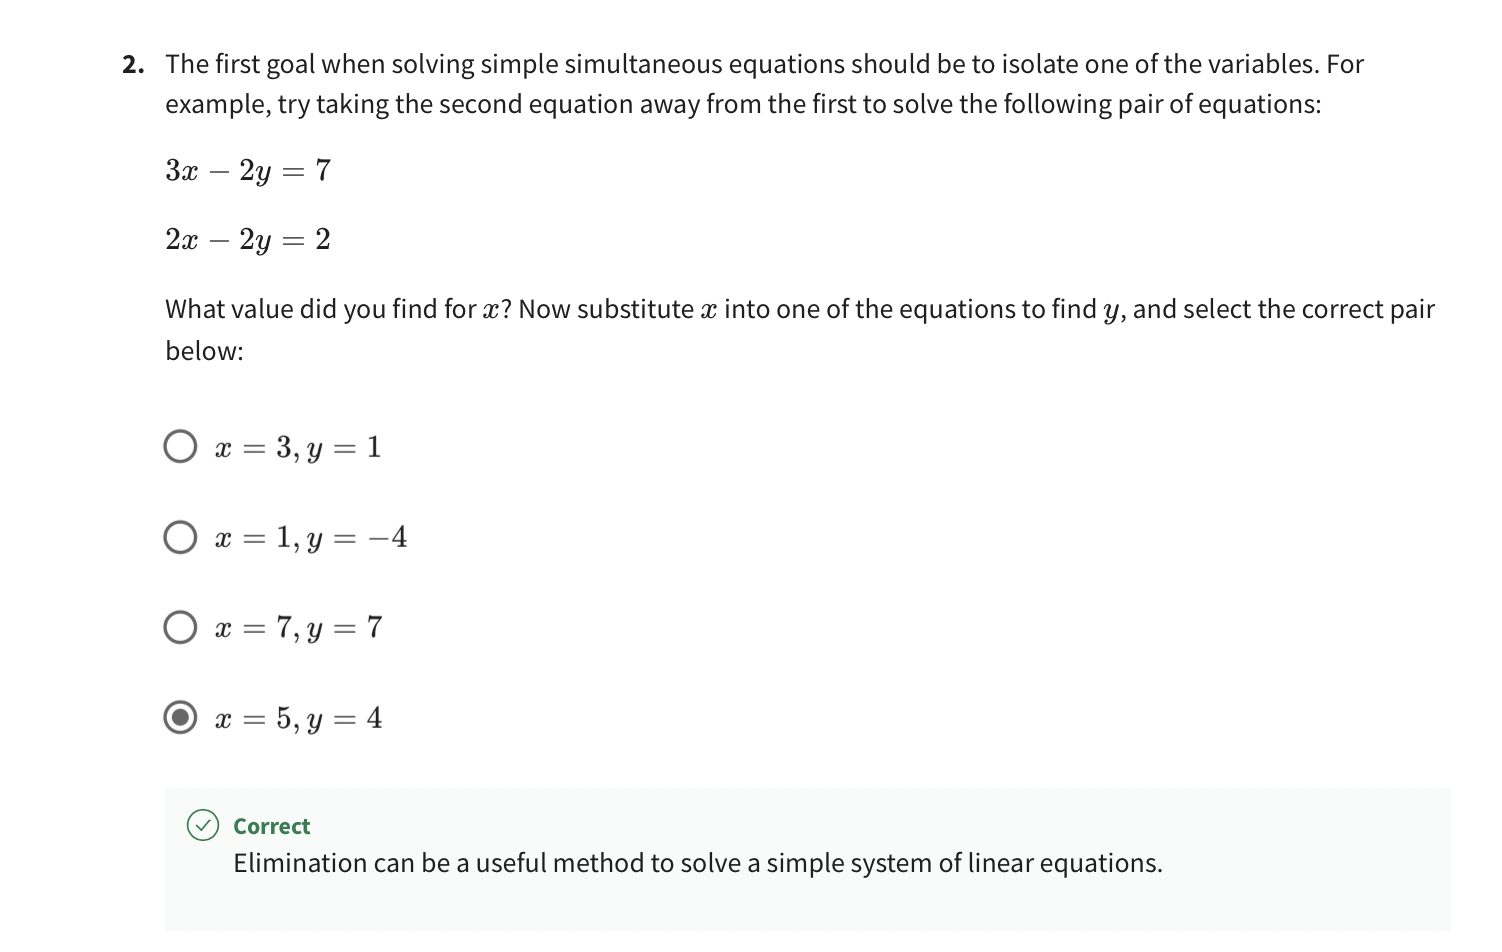 2. The first goal when solving simple simultaneous equations should be to isolate one of the variables. For
example, try taking the second equation away from the first to solve the following pair of equations:
3x − 2y = 7
2x − 2y = 2
What value did you find for x? Now substitute x into one of the equations to find y, and select the correct pair
below:
x = 3, y = 1
x = 1, y = −4
x = 7, y = 7
x = 5, y = 4
Correct
Elimination can be a useful method to solve a simple system of linear equations.